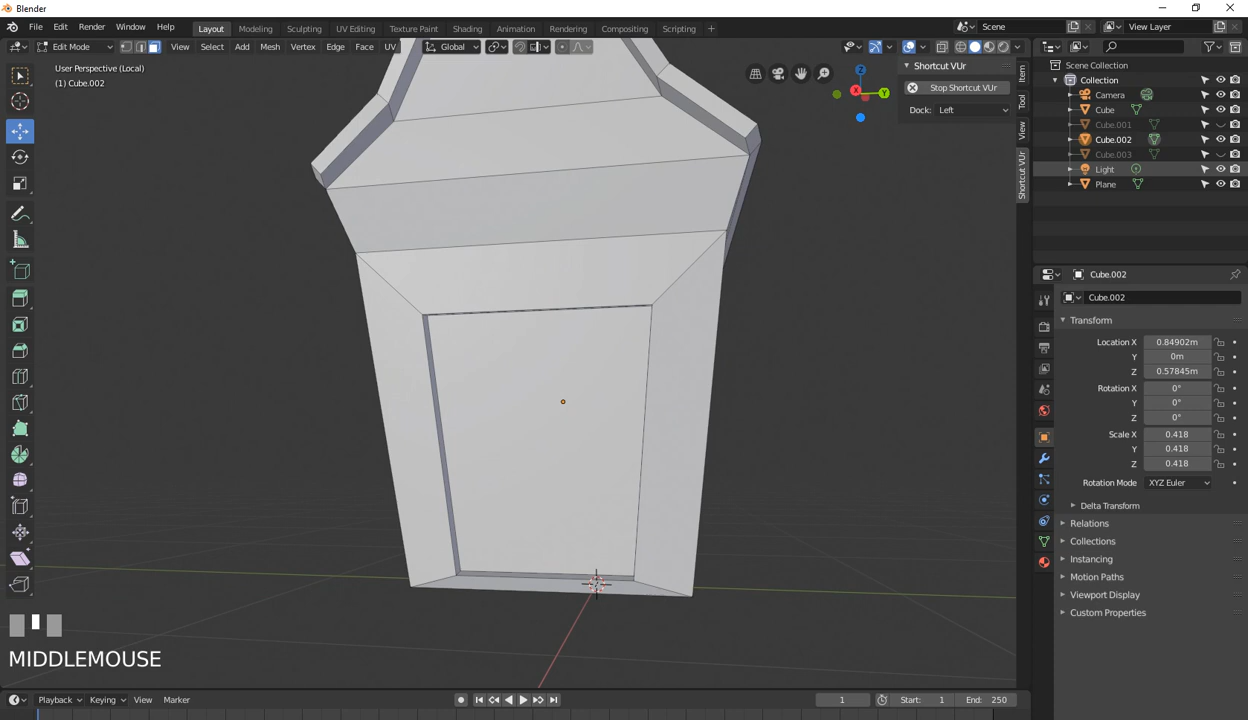 Blender
File Edit Render Window Help Layout Modeling Sculpting UV Editing Texture Paint Shading Animation Rendering Compositing Scripting Scene View Layer
Edit Mode View Select Add Mesh Vertex Edge Face UV Global
User Perspective (Local)
(1) Cube.002
X
Y
Z
Shortcut VUr
Stop Shortcut VUr
Dock: Left
Item
Tool
View
Shortcut VUr
Scene Collection
Collection
Camera
Cube
Cube.001
Cube.002
Cube.003
Light
Plane
Cube.002
Cube.002
Transform
Location X 0.84902m
Y 0m
Z 0.57845m
Rotation X 0°
Y 0°
Z 0°
Scale X 0.418
Y 0.418
Z 0.418
Rotation Mode XYZ Euler
Delta Transform
Relations
Collections
Instancing
Motion Paths
Viewport Display
Custom Properties
MIDDLEMOUSE
Playback Keying View Marker 1 Start: 1 End: 250